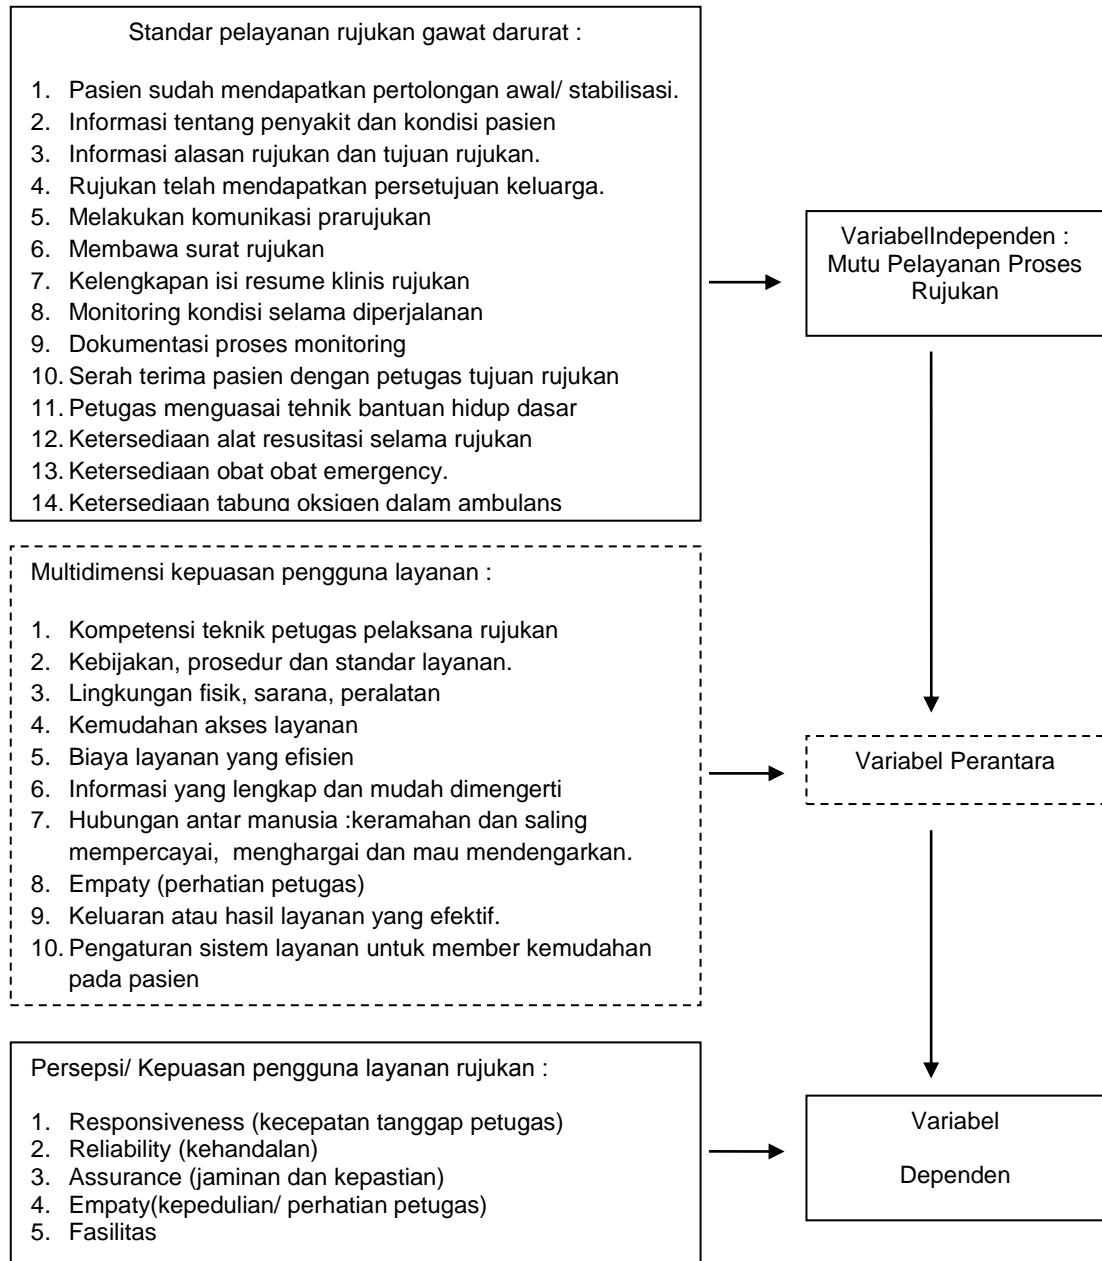 Standar pelayanan rujukan gawat darurat :
1. Pasien sudah mendapatkan pertolongan awal/ stabilisasi.
2. Informasi tentang penyakit dan kondisi pasien
3. Informasi alasan rujukan dan tujuan rujukan.
4. Rujukan telah mendapatkan persetujuan keluarga.
5. Melakukan komunikasi prarujukan
6. Membawa surat rujukan
7. Kelengkapan isi resume klinis rujukan
8. Monitoring kondisi selama diperjalanan
9. Dokumentasi proses monitoring
10. Serah terima pasien dengan petugas tujuan rujukan
11. Petugas menguasai tehnik bantuan hidup dasar
12. Ketersediaan alat resusitasi selama rujukan
13. Ketersediaan obat obat emergency.
14. Ketersediaan tabung oksigen dalam ambulans
VariabelIndependen :
Mutu Pelayanan Proses
Rujukan
Multidimensi kepuasan pengguna layanan :
1. Kompetensi teknik petugas pelaksana rujukan
2. Kebijakan, prosedur dan standar layanan.
3. Lingkungan fisik, sarana, peralatan
4. Kemudahan akses layanan
5. Biaya layanan yang efisien
6. Informasi yang lengkap dan mudah dimengerti
7. Hubungan antar manusia :keramahan dan saling
mempercayai, menghargai dan mau mendengarkan.
8. Empaty (perhatian petugas)
9. Keluaran atau hasil layanan yang efektif.
10. Pengaturan sistem layanan untuk member kemudahan
pada pasien
Variabel Perantara
Persepsi/ Kepuasan pengguna layanan rujukan :
1. Responsiveness (kecepatan tanggap petugas)
2. Reliability (kehandalan)
3. Assurance (jaminan dan kepastian)
4. Empaty(kepedulian/ perhatian petugas)
5. Fasilitas
Variabel
Dependen